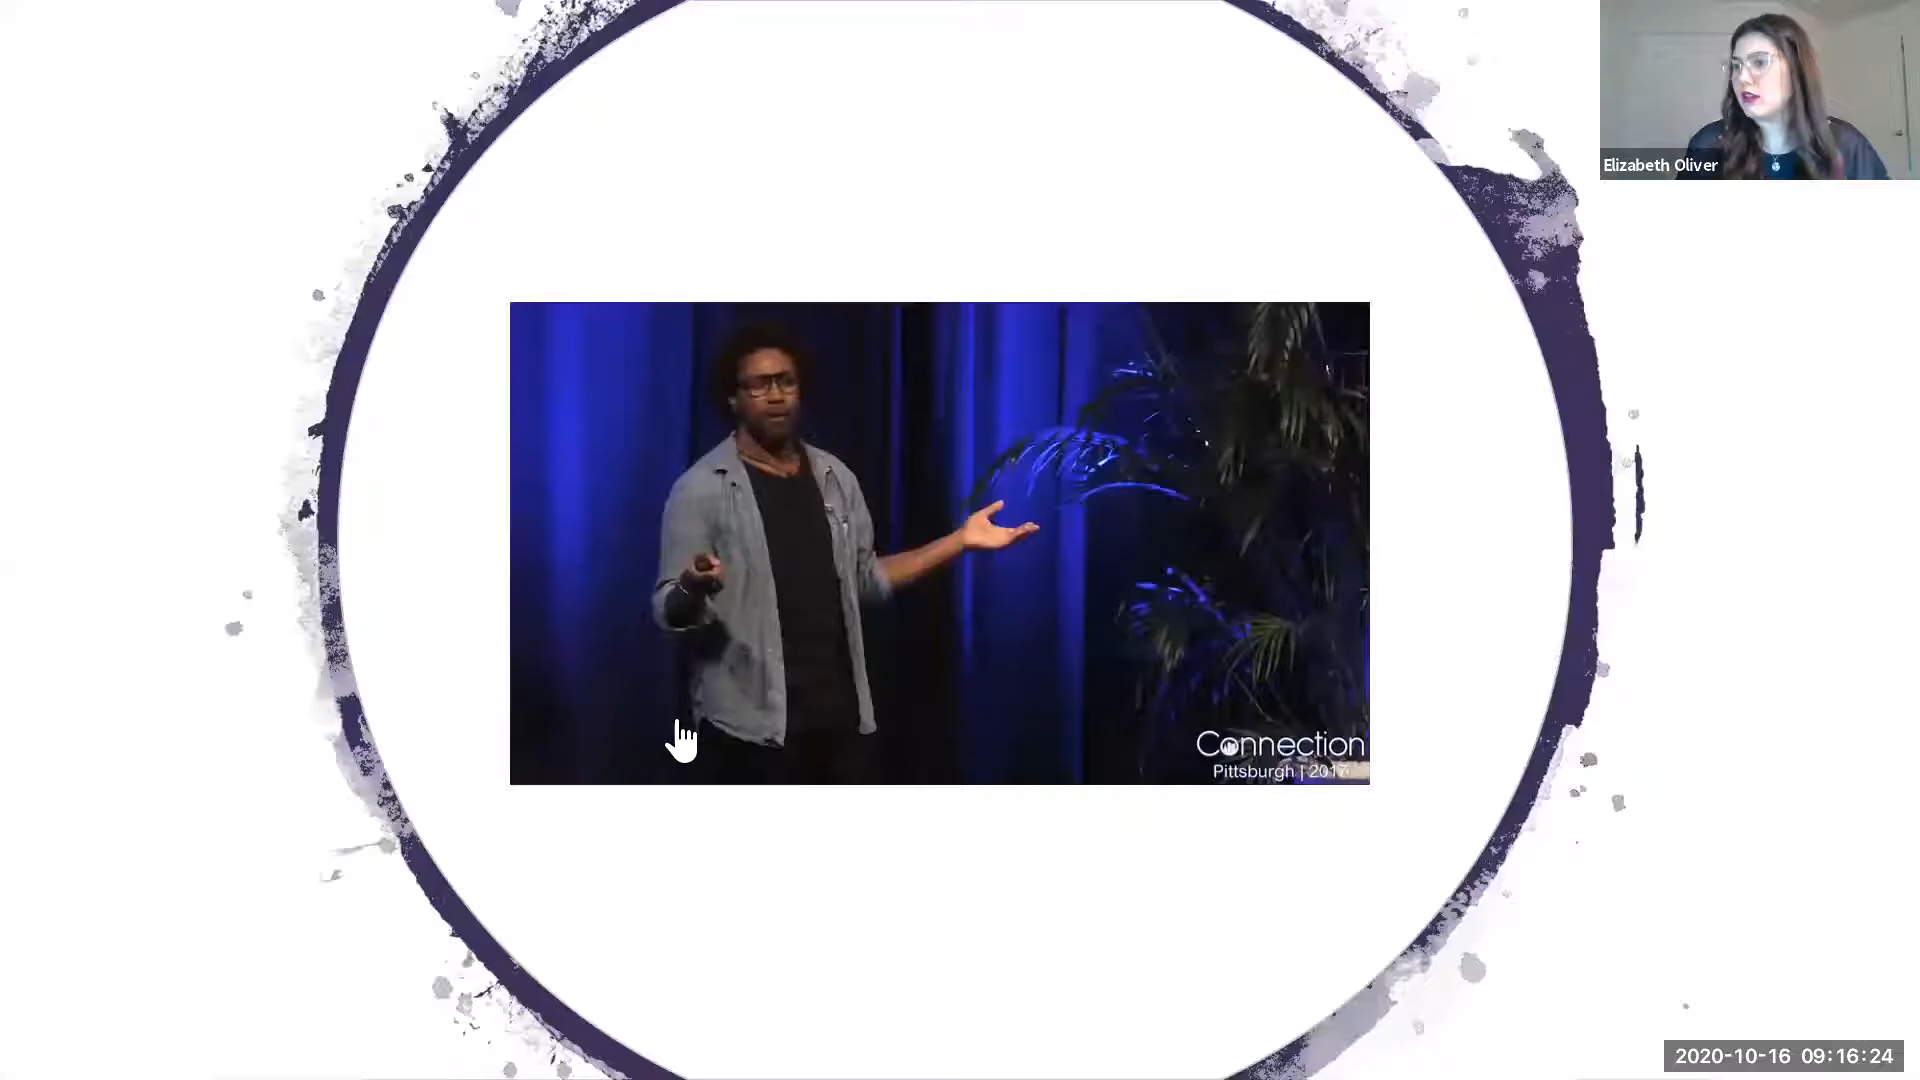 Elizabeth Oliver
Connection
Pittsburgh | 2017
2020-10-16 09:16:24